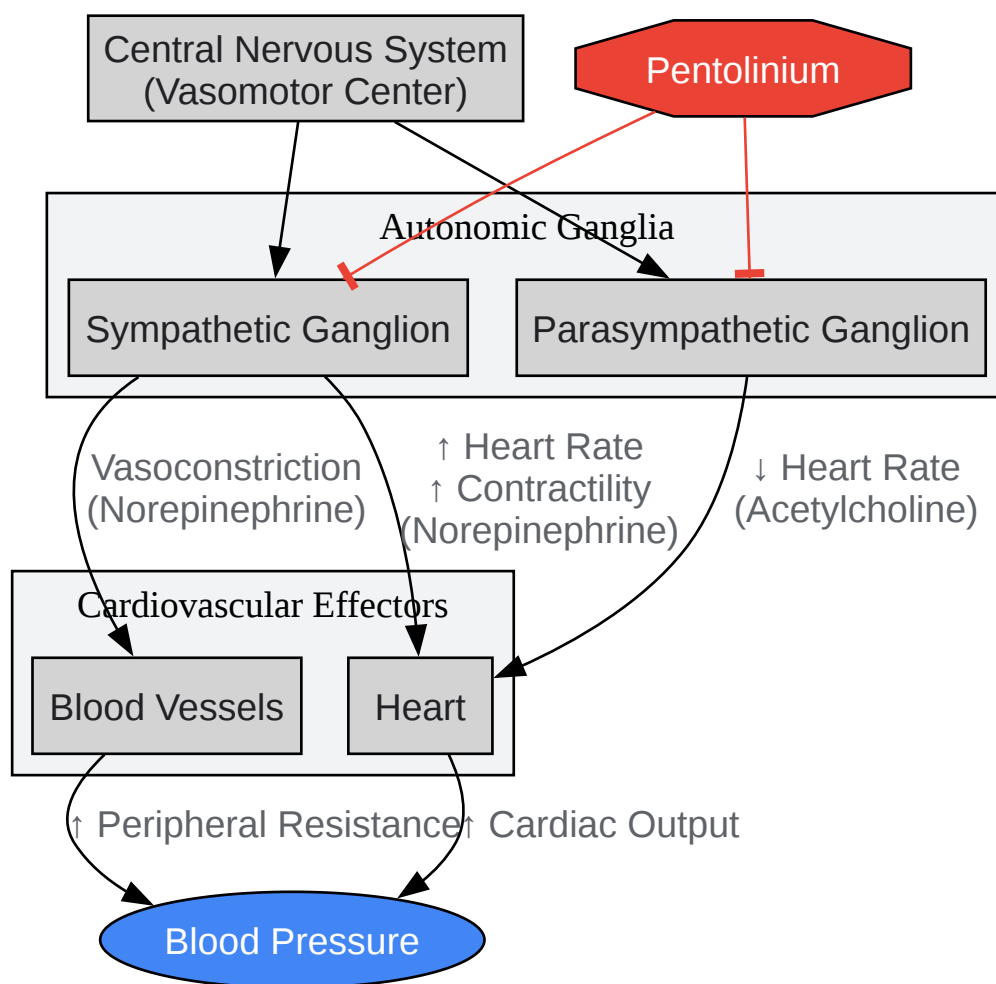 Central Nervous System
(Vasomotor Center)
Pentolinium
Autonomic Ganglia
Sympathetic Ganglion
Parasympathetic Ganglion
Vasoconstriction
(Norepinephrine)
↑ Heart Rate
↑ Contractility
(Norepinephrine)
↓ Heart Rate
(Acetylcholine)
Cardiovascular Effectors
Blood Vessels
Heart
↑ Peripheral Resistance
↑ Cardiac Output
Blood Pressure